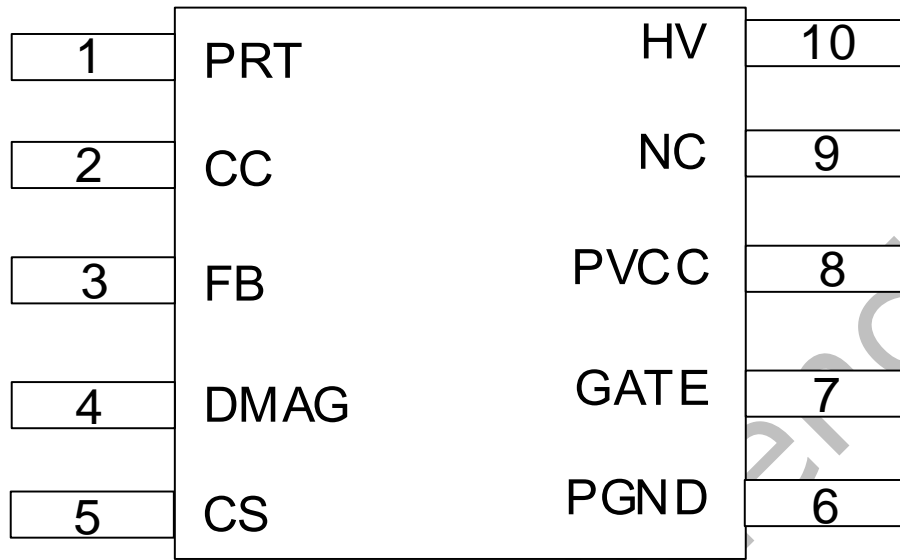 1 PRT HV 10
2 CC NC 9
3 FB PVCC 8
4 DMAG GATE 7
5 CS PGND 6